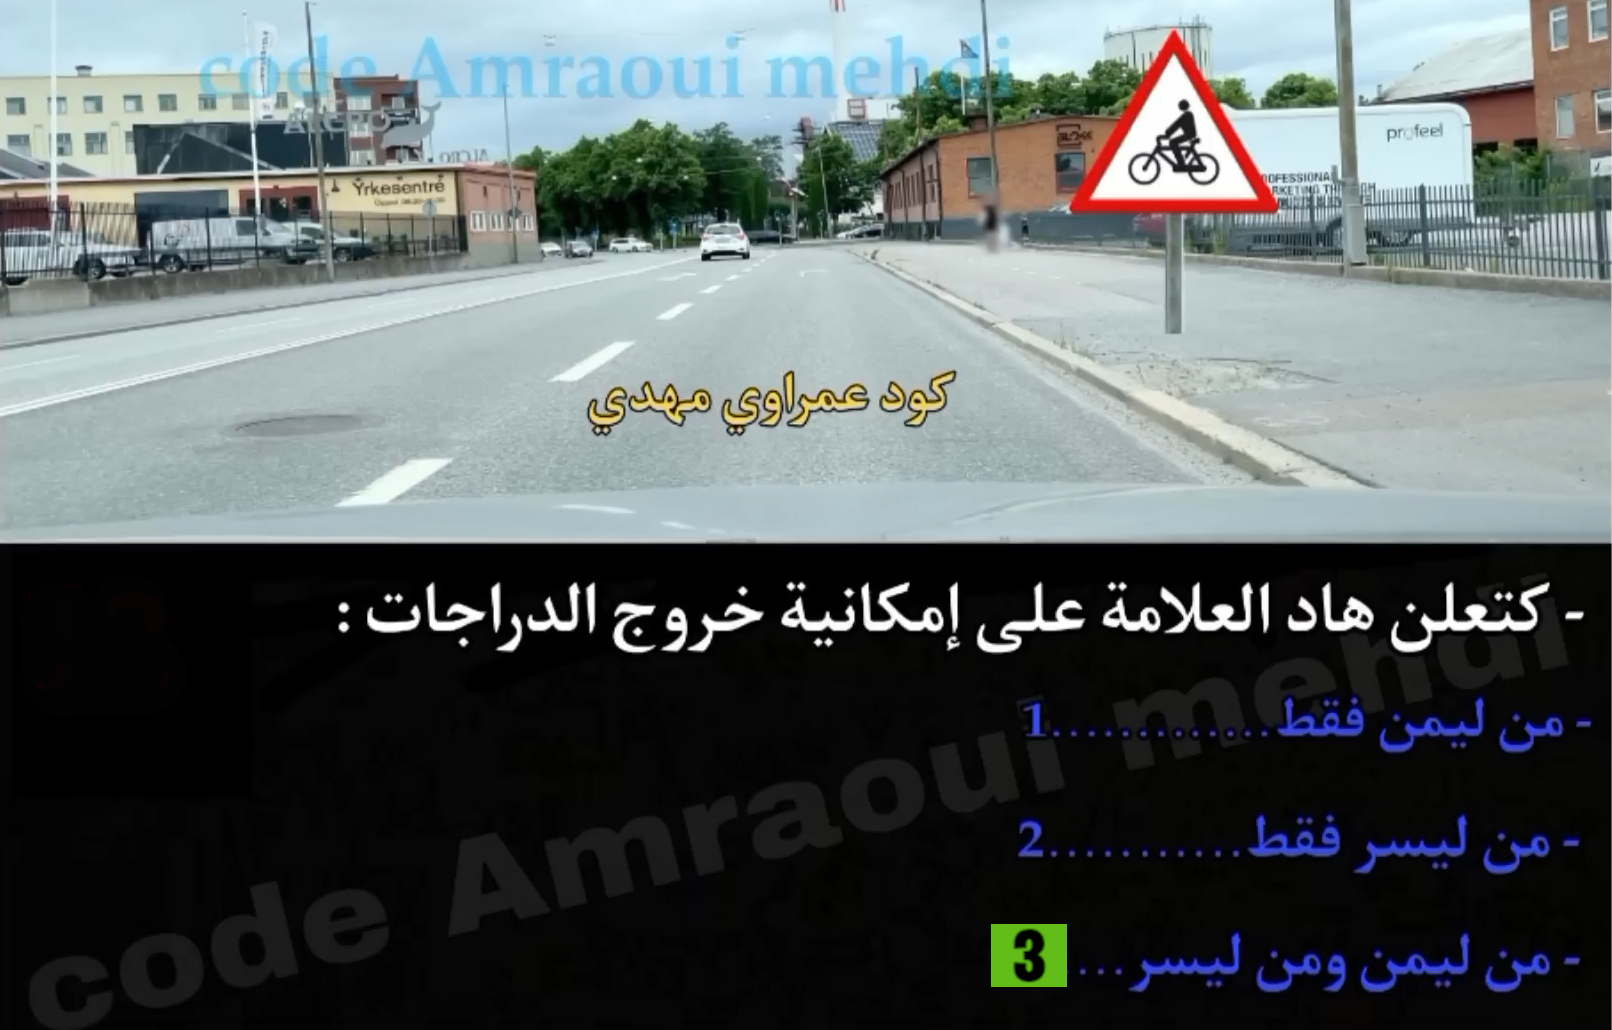 code Amraoui mehdi
Yrkesentré
profeel
كود عمراوي مهدي
- كتعلن هاد العلامة على إمكانية خروج الدراجات :
- من ليمن فقط.............1
- من ليسر فقط...........2
- من ليمن ومن ليسر... 3
code Amraoui mehdi